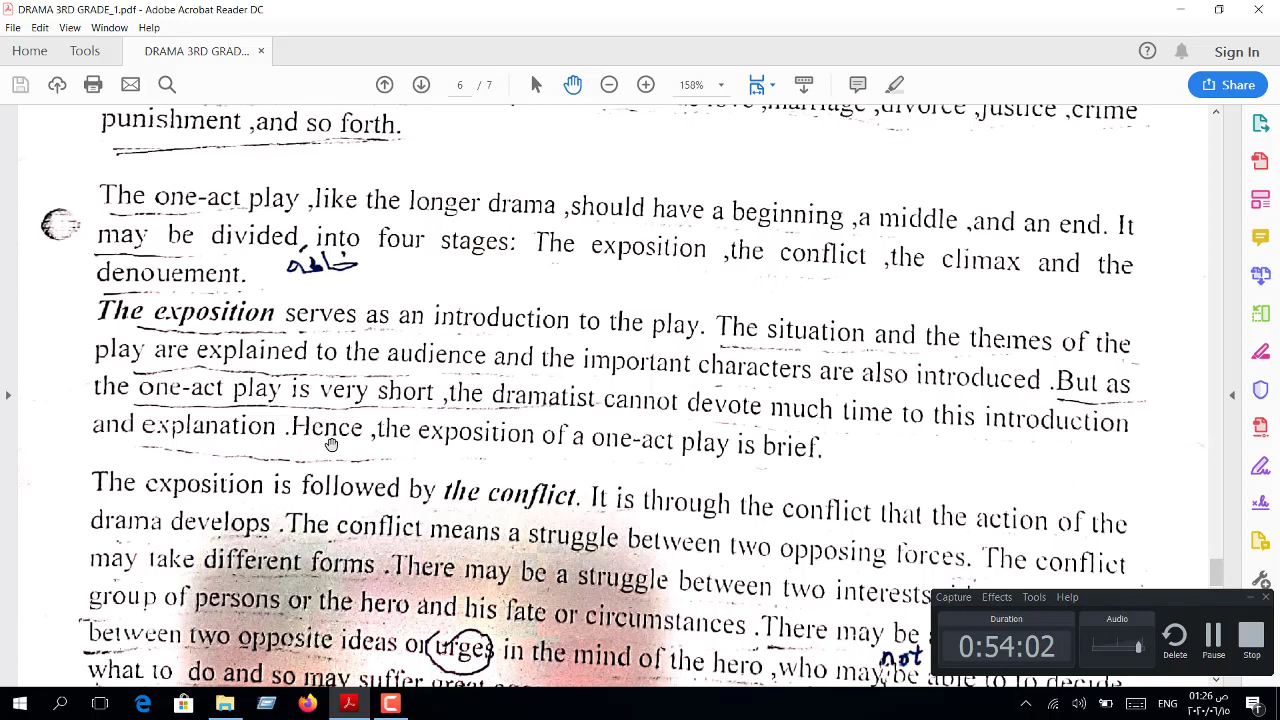 DRAMA 3RD GRADE_1.pdf - Adobe Acrobat Reader DC
File Edit View Window Help
Home Tools DRAMA 3RD GRAD... × Sign In
6 / 7 158% Share
,marriage ,divorce ,justice ,crime
punishment ,and so forth.
The one-act play ,like the longer drama ,should have a beginning ,a middle ,and an end. It
may be divided into four stages: The exposition ,the conflict ,the climax and the
denouement.
The exposition serves as an introduction to the play. The situation and the themes of the
play are explained to the audience and the important characters are also introduced .But as
the one-act play is very short ,the dramatist cannot devote much time to this introduction
and explanation .Hence ,the exposition of a one-act play is brief.
The exposition is followed by the conflict. It is through the conflict that the action of the
drama develops .The conflict means a struggle between two opposing forces. The conflict
may take different forms .There may be a struggle between two interests
group of persons or the hero and his fate or circumstances .There may be
between two opposite ideas or urges in the mind of the hero ,who may not be able to to decide
what to do and so may suffer great
Capture Effects Tools Help
Duration Audio
0:54:02 Delete Pause Stop
ENG 01:26 ص
٢٠٢٠/٠٦/١٥